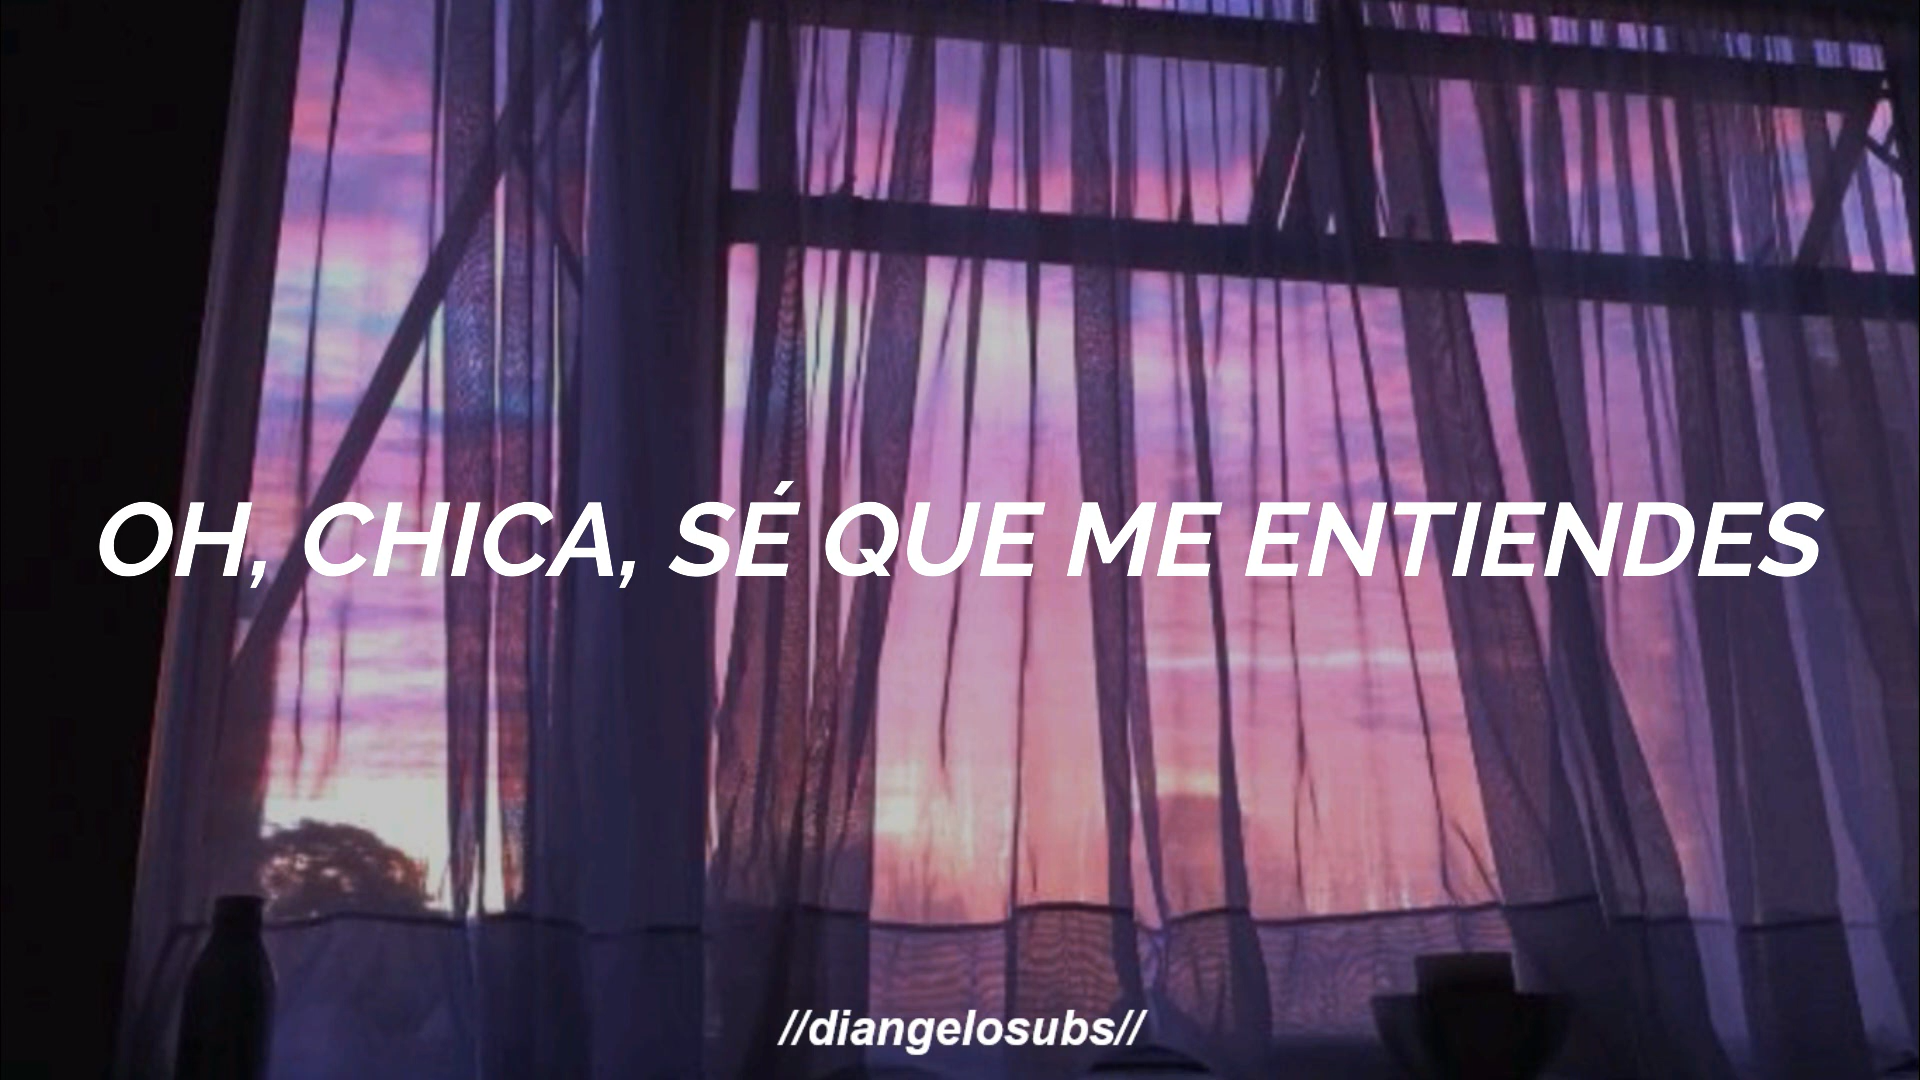 OH, CHICA, SÉ QUE ME ENTIENDES
//diangelosubs//